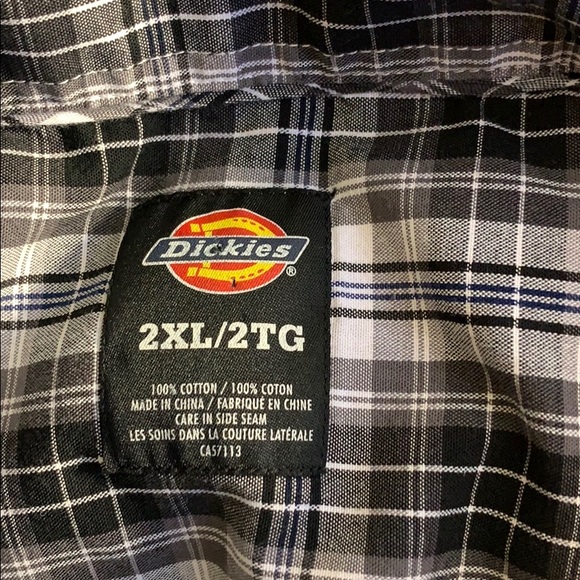 Dickies
®
2XL/2TG
100% COTTON / 100% COTON
MADE IN CHINA / FABRIQUÉ EN CHINE
CARE IN SIDE SEAM
LES SOINS DANS LA COUTURE LATÉRALE
CA57113